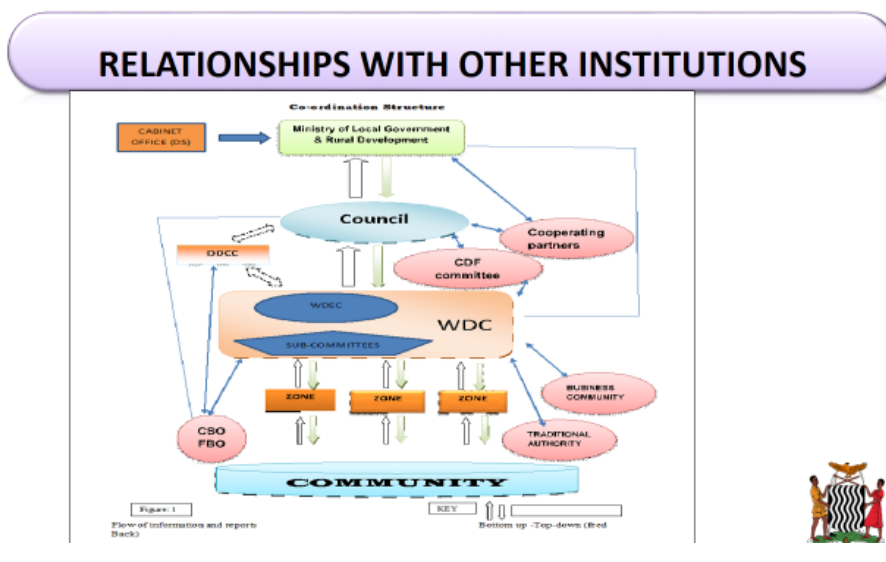 RELATIONSHIPS WITH OTHER INSTITUTIONS
Co-ordination Structure
CABINET
OFFICE (DS)
Ministry of Local Government
& Rural Development
Council
Cooperating
partners
DDCC
CDF
committee
WDEC
WDC
SUB-COMMITTEES
ZONE
ZONE
ZONE
BUSINESS
COMMUNITY
CSO
FBO
TRADITIONAL
AUTHORITY
COMMUNITY
Figure: 1
KEY
Flow of information and reports
Bottom up -Top-down (feed
Back)